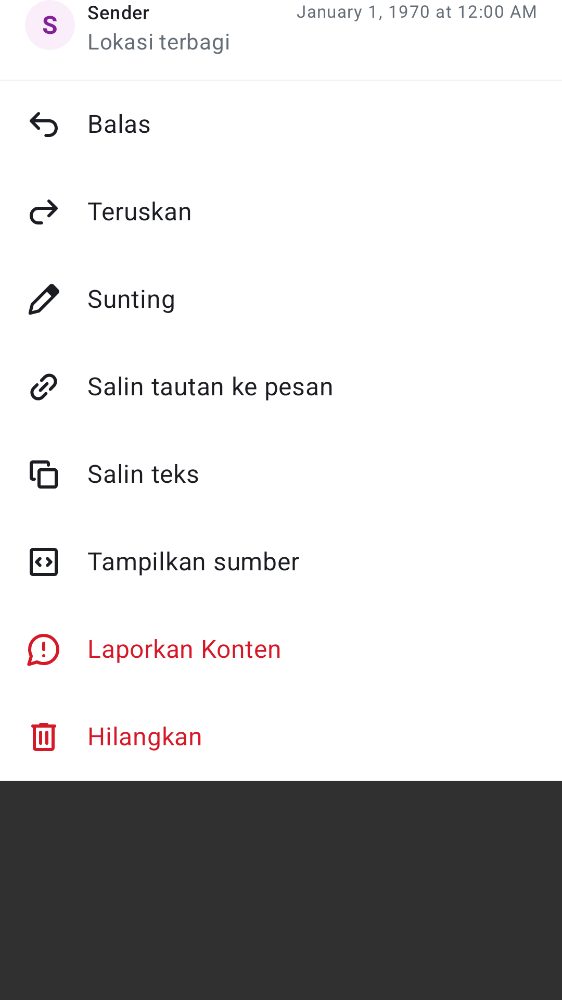 S
Sender
January 1, 1970 at 12:00 AM
Lokasi terbagi
Balas
Teruskan
Sunting
Salin tautan ke pesan
Salin teks
Tampilkan sumber
Laporkan Konten
Hilangkan